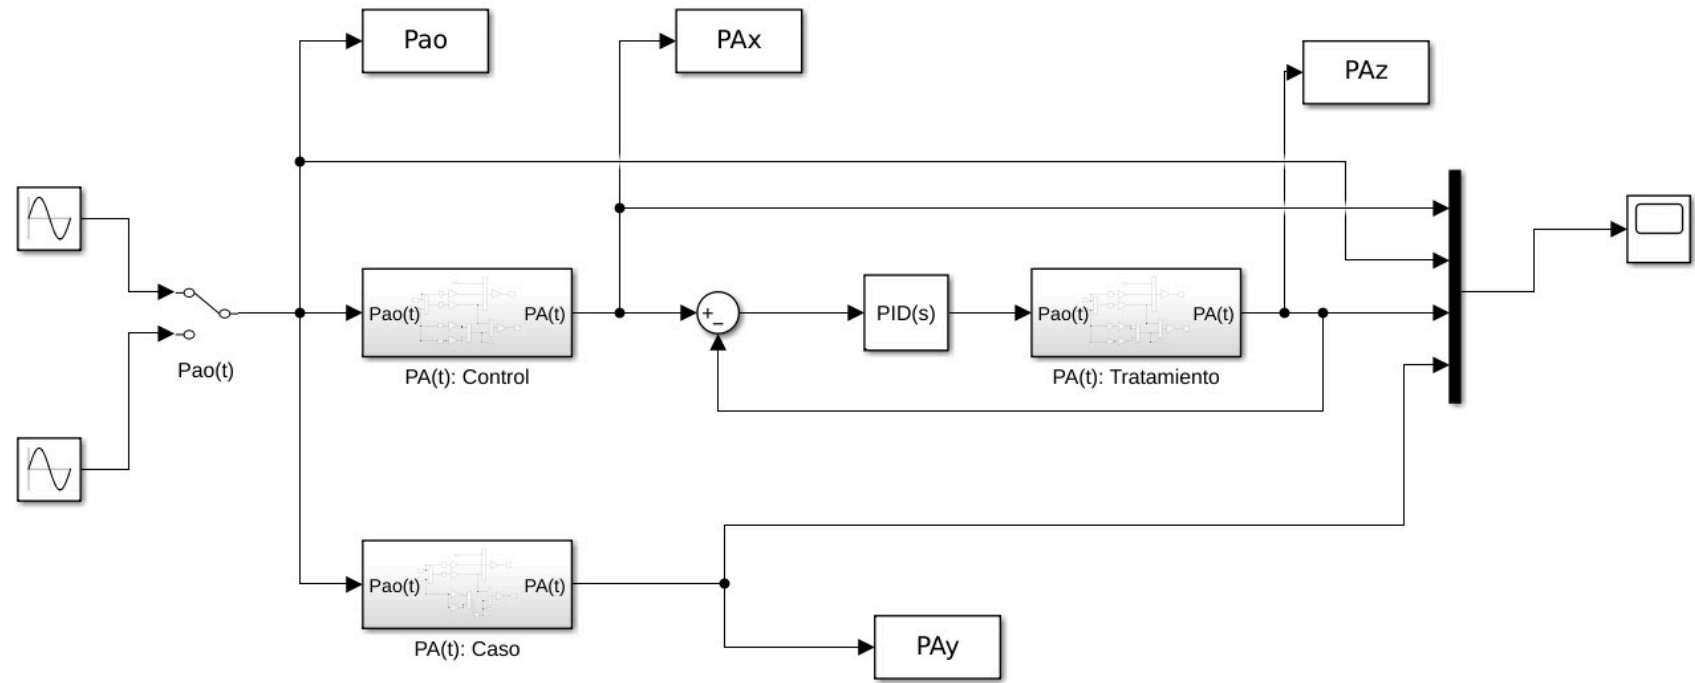 Pao
PAx
PAz
Pao(t)
Pao(t)
PA(t)
PA(t): Control
+
−
PID(s)
Pao(t)
PA(t)
PA(t): Tratamiento
Pao(t)
PA(t)
PA(t): Caso
PAy